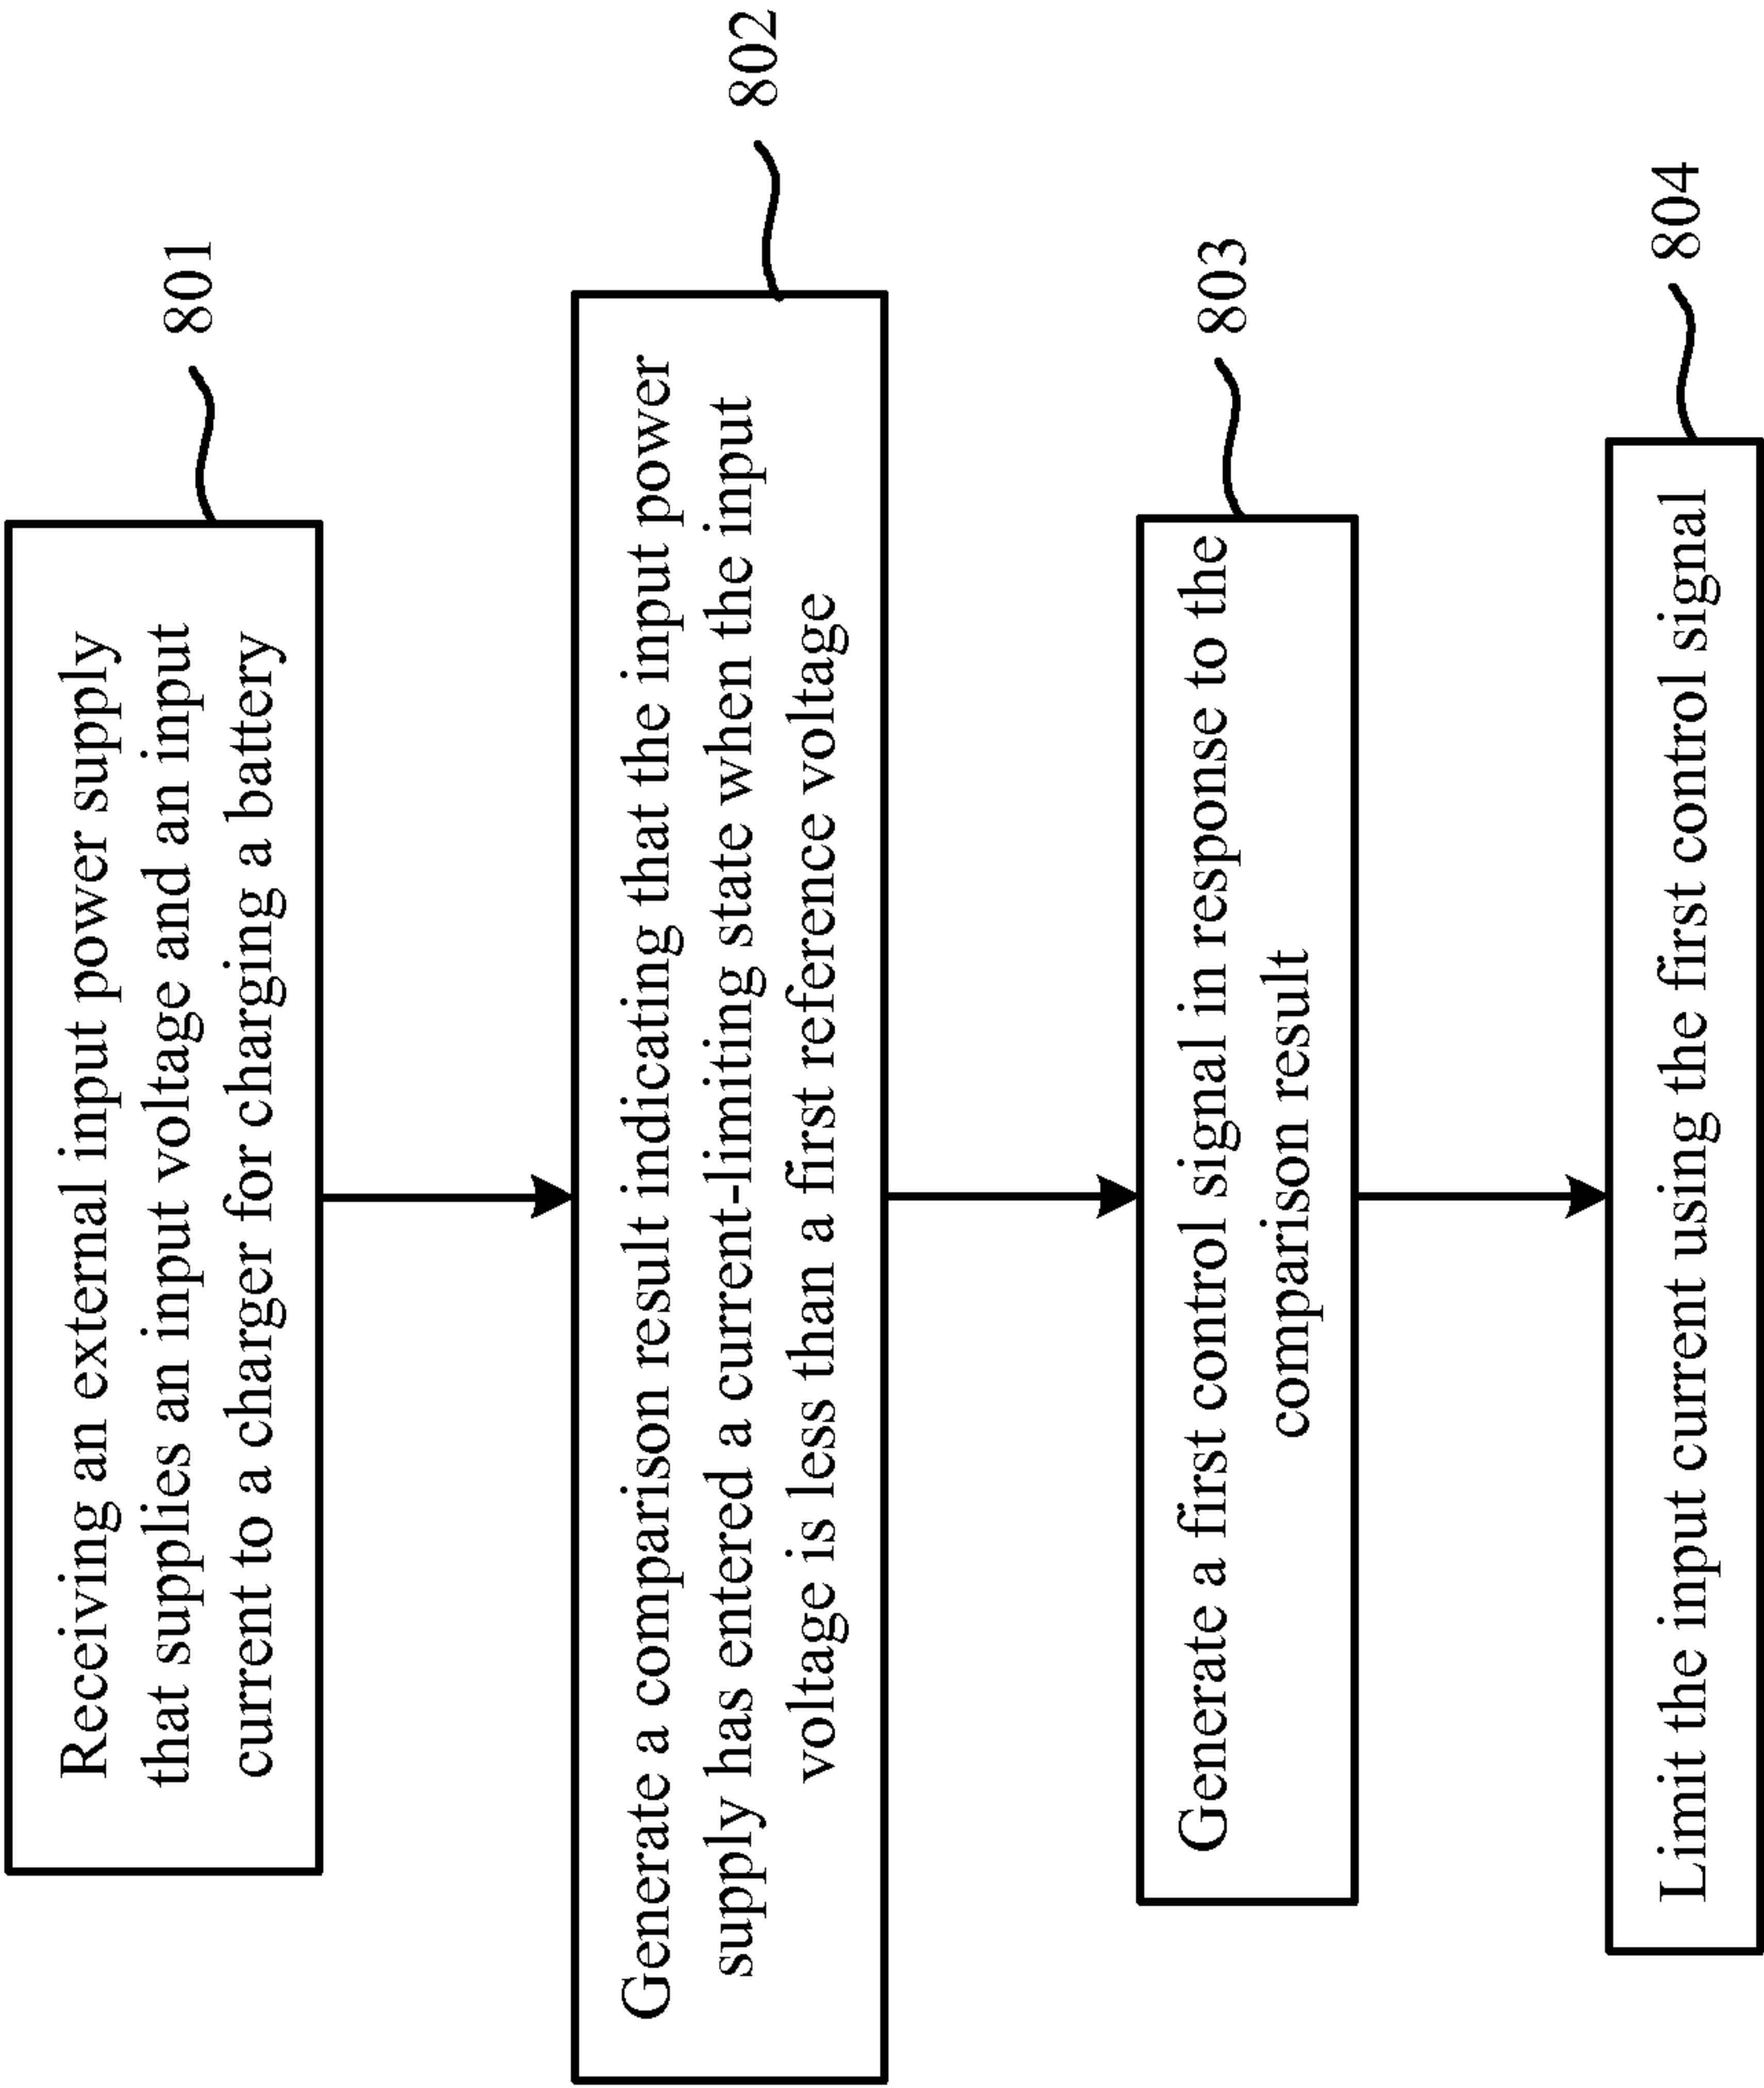 Receiving an external input power supply
that supplies an input voltage and an input
current to a charger for charging a battery
801
Generate a comparison result indicating that the input power
supply has entered a current-limiting state when the input
voltage is less than a first reference voltage
802
Generate a first control signal in response to the
comparison result
803
Limit the input current using the first control signal
804